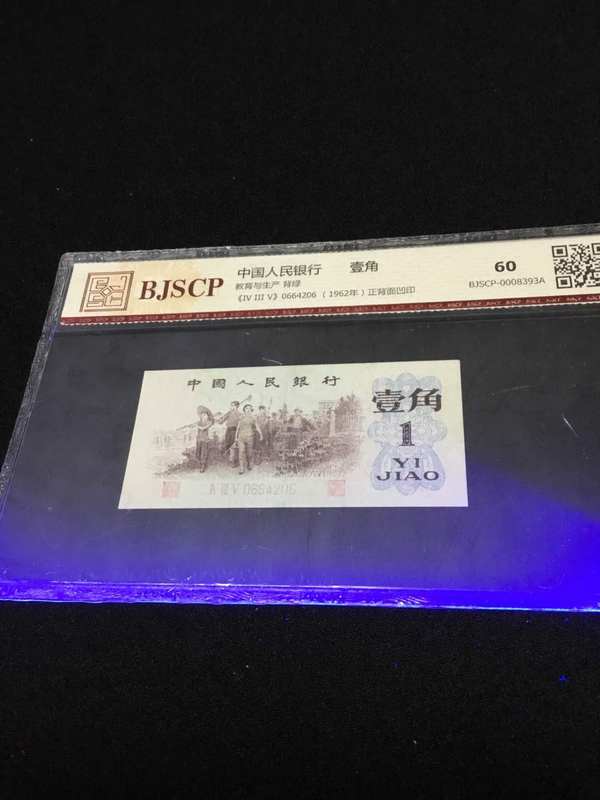 BJSCP
中国人民银行 壹角
教育与生产 背绿
《IV III V》0664206 (1962年) 正背面凹印
60
BJSCP-0008393A
中國人民銀行
壹角
1
YI
JIAO
IV III V 0664206